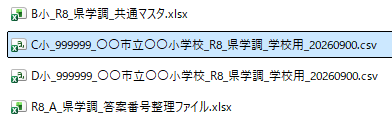 B小_R8_県学調_共通マスタ.xlsx
C小_999999_〇〇市立〇〇小学校_R8_県学調_学校用_20260900.csv
D小_999999_〇〇市立〇〇小学校_R8_県学調_学校用_20260900.csv
R8_A_県学調_答案番号整理ファイル.xlsx